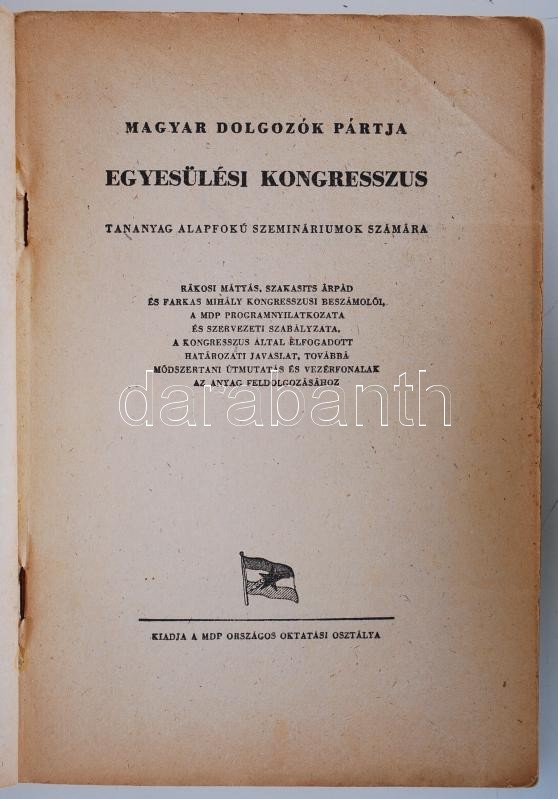 MAGYAR DOLGOZÓK PÁRTJA
EGYESÜLÉSI KONGRESSZUS
TANANYAG ALAPFOKÚ SZEMINÁRIUMOK SZÁMÁRA
RÁKOSI MÁTYÁS, SZAKASITS ÁRPÁD
ÉS FARKAS MIHÁLY KONGRESSZUSI BESZÁMOLÓI,
A MDP PROGRAMNYILATKOZATA
ÉS SZERVEZETI SZABÁLYZATA,
A KONGRESSZUS ÁLTAL ELFOGADOTT
HATÁROZATI JAVASLAT, TOVÁBBÁ
MÓDSZERTANI ÚTMUTATÁS ÉS VEZÉRFONALAK
AZ ANYAG FELDOLGOZÁSÁHOZ
darabanth
KIADJA A MDP ORSZÁGOS OKTATÁSI OSZTÁLYA